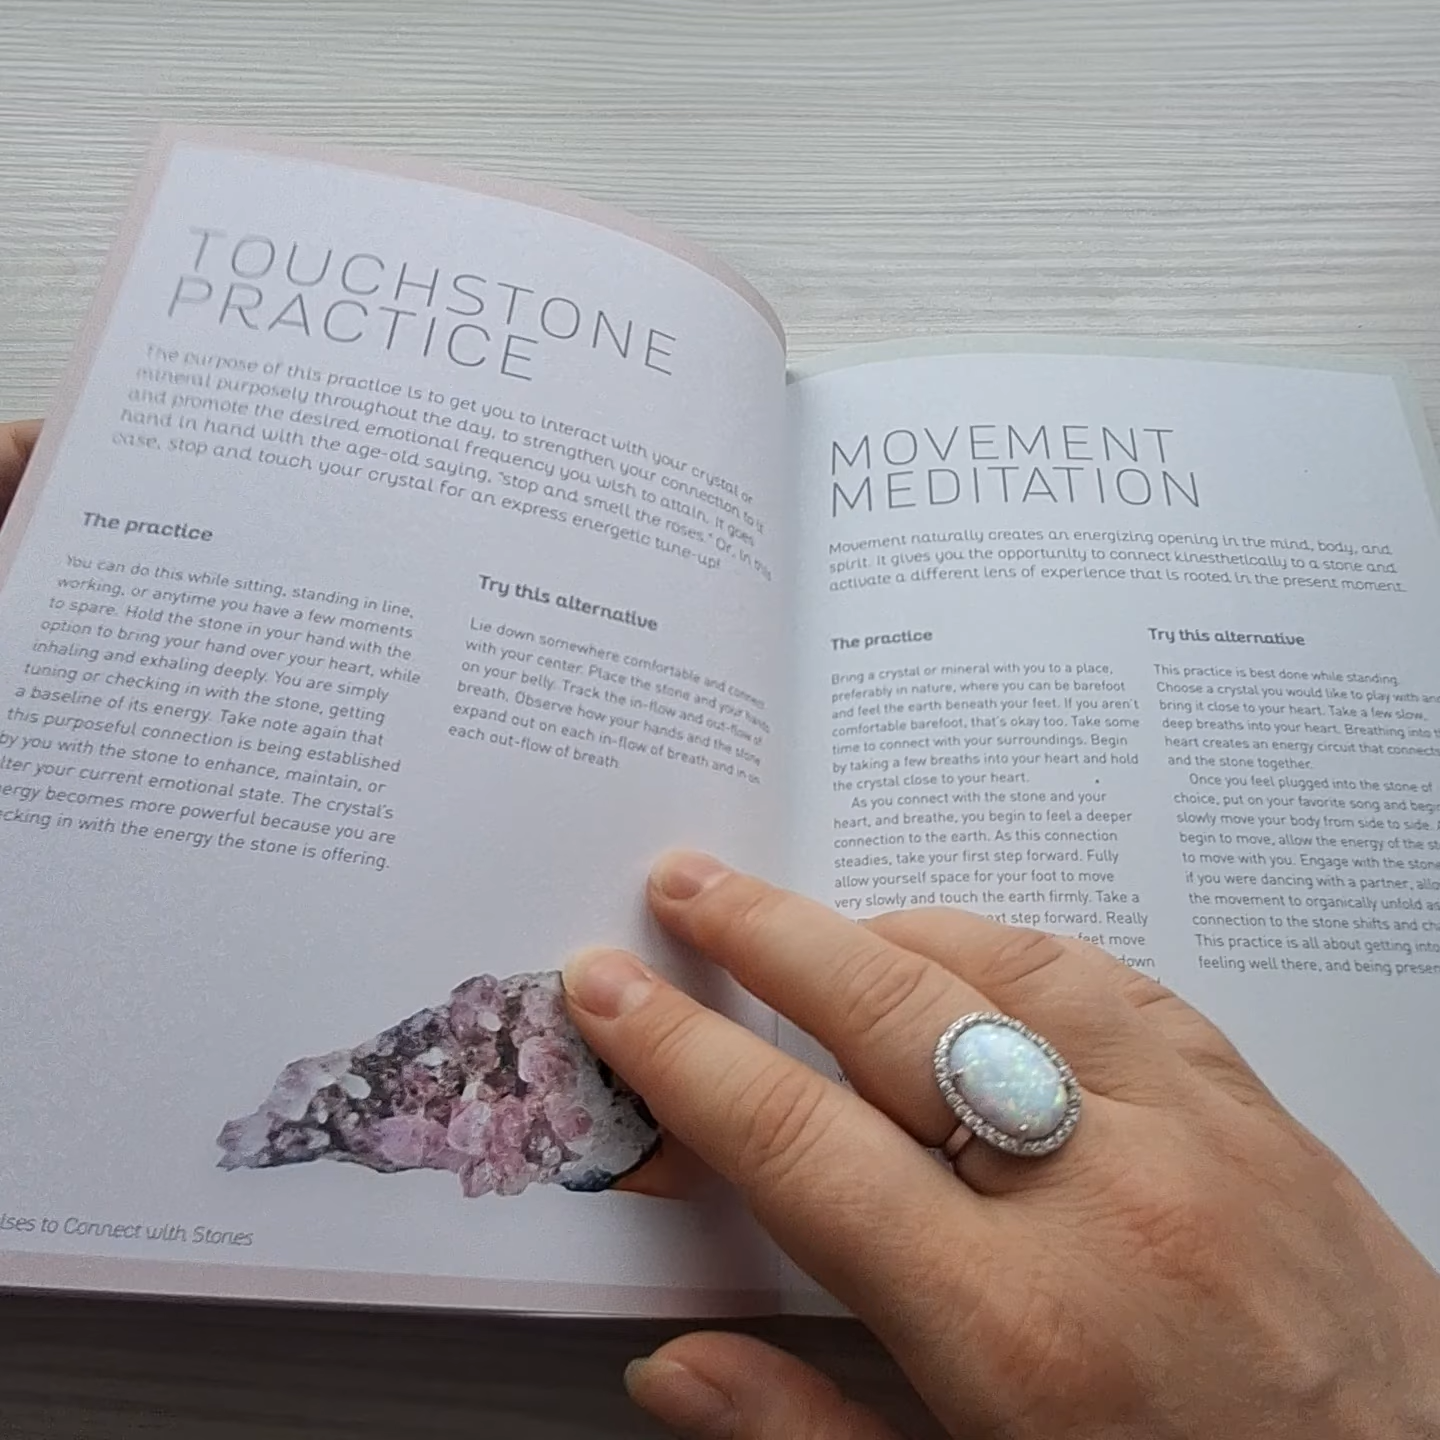 TOUCHSTONE
PRACTICE
The purpose of this practice is to get you to interact with your crystal or
mineral purposely throughout the day, to strengthen your connection to it
and promote the desired emotional frequency you wish to attain. It goes
hand in hand with the age-old saying, "stop and smell the roses." Or, in this
case, stop and touch your crystal for an express energetic tune-up!
The practice
You can do this while sitting, standing in line,
working, or anytime you have a few moments
to spare. Hold the stone in your hand with the
option to bring your hand over your heart, while
inhaling and exhaling deeply. You are simply
tuning or checking in with the stone, getting
a baseline of its energy. Take note again that
this purposeful connection is being established
by you with the stone to enhance, maintain, or
lter your current emotional state. The crystal's
ergy becomes more powerful because you are
cking in with the energy the stone is offering.
Try this alternative
Lie down somewhere comfortable and connect
with your center. Place the stone and your hands
on your belly. Track the in-flow and out-flow of
breath. Observe how your hands and the stone
expand out on each in-flow of breath and in on
each out-flow of breath.
ises to Connect with Stones
MOVEMENT
MEDITATION
Movement naturally creates an energizing opening in the mind, body, and
spirit. It gives you the opportunity to connect kinesthetically to a stone and
activate a different lens of experience that is rooted in the present moment.
The practice
Bring a crystal or mineral with you to a place,
preferably in nature, where you can be barefoot
and feel the earth beneath your feet. If you aren't
comfortable barefoot, that's okay too. Take some
time to connect with your surroundings. Begin
by taking a few breaths into your heart and hold
the crystal close to your heart.
As you connect with the stone and your
heart, and breathe, you begin to feel a deeper
connection to the earth. As this connection
steadies, take your first step forward. Fully
allow yourself space for your foot to move
very slowly and touch the earth firmly. Take a
ext step forward. Really
feet move
down
Try this alternative
This practice is best done while standing.
Choose a crystal you would like to play with and
bring it close to your heart. Take a few slow,
deep breaths into your heart. Breathing into
heart creates an energy circuit that connects
and the stone together.
Once you feel plugged into the stone of
choice, put on your favorite song and
slowly move your body from side to side.
begin to move, allow the energy of the
to move with you. Engage with the stone
if you were dancing with a partner,
the movement to organically unfold as
connection to the stone shifts and
This practice is all about getting into
feeling well there, and being